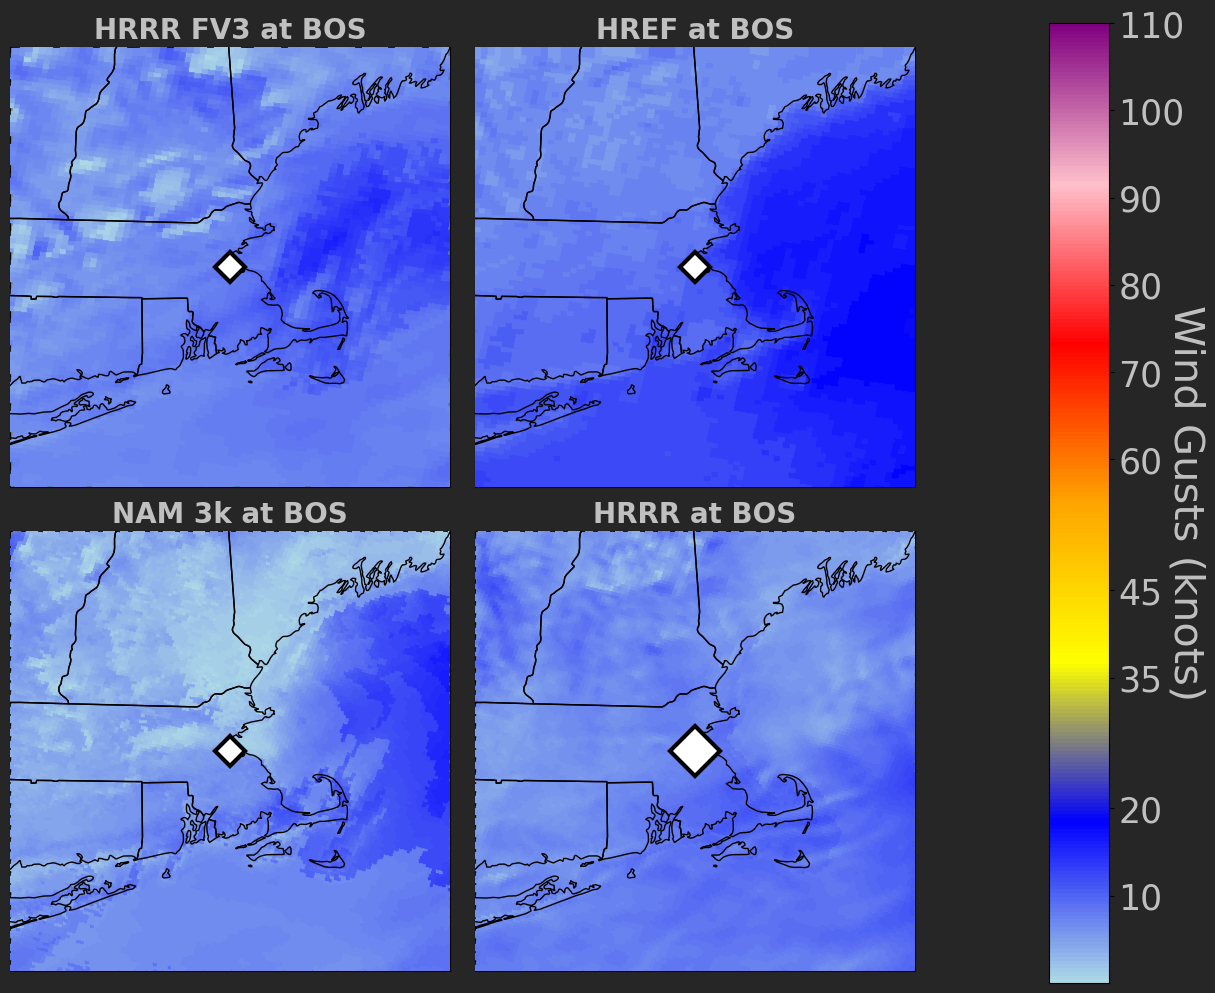 HRRR FV3 at BOS
HREF at BOS
NAM 3k at BOS
HRRR at BOS
110
100
90
80
70
60
45
35
20
10
Wind Gusts (knots)